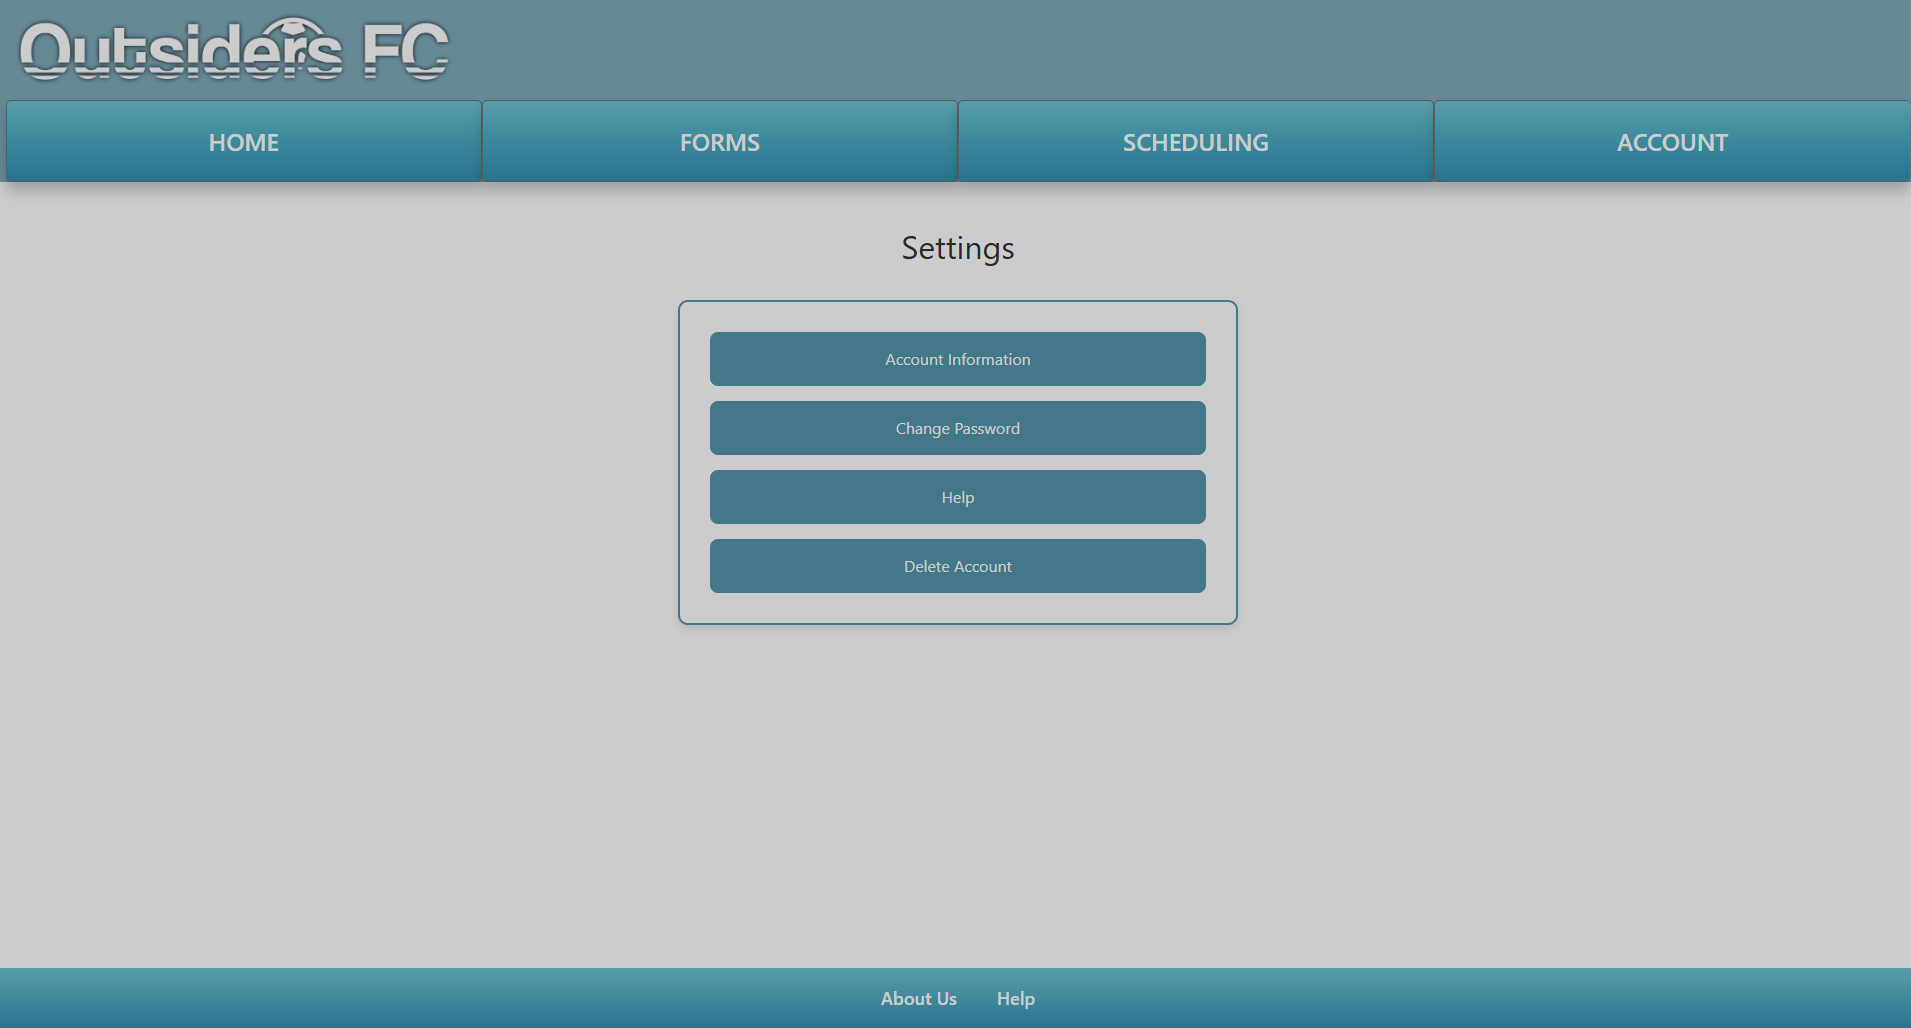 Outsiders FC
HOME FORMS SCHEDULING ACCOUNT
Settings
Account Information
Change Password
Help
Delete Account
About Us Help